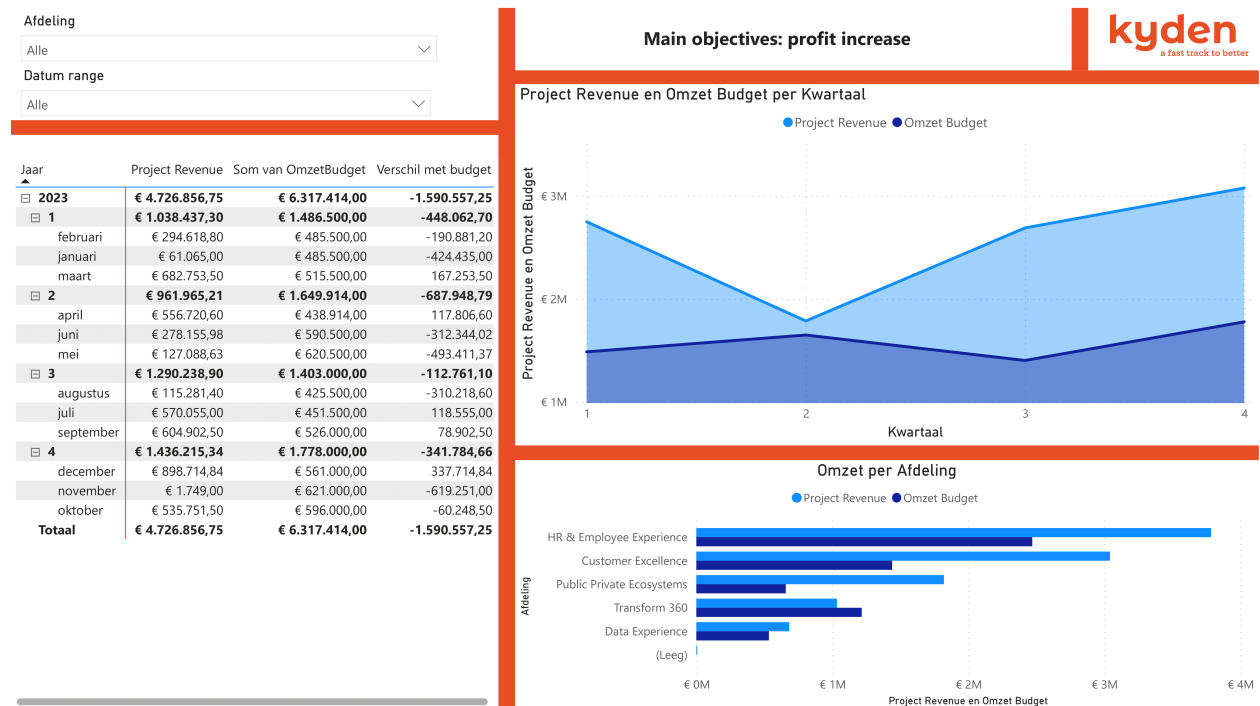 Afdeling
Alle
Datum range
Alle
Main objectives: profit increase
kyden
a fast track to better
Jaar Project Revenue Som van OmzetBudget Verschil met budget
2023 € 4.726.856,75 € 6.317.414,00 -1.590.557,25
1 € 1.038.437,30 € 1.486.500,00 -448.062,70
februari € 294.618,80 € 485.500,00 -190.881,20
januari € 61.065,00 € 485.500,00 -424.435,00
maart € 682.753,50 € 515.500,00 167.253,50
2 € 961.965,21 € 1.649.914,00 -687.948,79
april € 556.720,60 € 438.914,00 117.806,60
juni € 278.155,98 € 590.500,00 -312.344,02
mei € 127.088,63 € 620.500,00 -493.411,37
3 € 1.290.238,90 € 1.403.000,00 -112.761,10
augustus € 115.281,40 € 425.500,00 -310.218,60
juli € 570.055,00 € 451.500,00 118.555,00
september € 604.902,50 € 526.000,00 78.902,50
4 € 1.436.215,34 € 1.778.000,00 -341.784,66
december € 898.714,84 € 561.000,00 337.714,84
november € 1.749,00 € 621.000,00 -619.251,00
oktober € 535.751,50 € 596.000,00 -60.248,50
Totaal € 4.726.856,75 € 6.317.414,00 -1.590.557,25
Project Revenue en Omzet Budget per Kwartaal
Project Revenue Omzet Budget
Project Revenue en Omzet Budget
€ 3M
€ 2M
€ 1M
1 2 3 4
Kwartaal
Omzet per Afdeling
Project Revenue Omzet Budget
Afdeling
HR & Employee Experience
Customer Excellence
Public Private Ecosystems
Transform 360
Data Experience
(Leeg)
€ 0M € 1M € 2M € 3M € 4M
Project Revenue en Omzet Budget